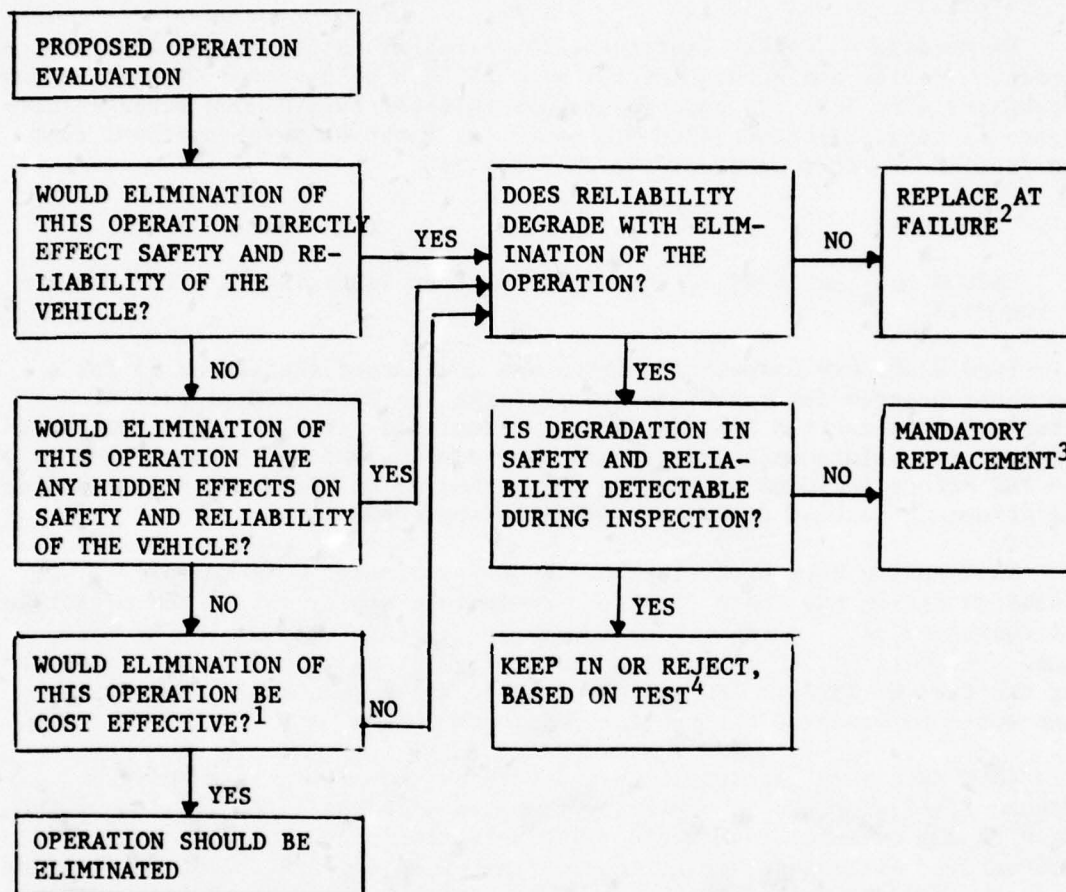 PROPOSED OPERATION
EVALUATION
WOULD ELIMINATION OF
THIS OPERATION DIRECTLY
EFFECT SAFETY AND RE-
LIABILITY OF THE
VEHICLE?
YES
DOES RELIABILITY
DEGRADE WITH ELIM-
INATION OF THE
OPERATION?
NO
REPLACE AT
FAILURE2
NO
YES
WOULD ELIMINATION OF
THIS OPERATION HAVE
ANY HIDDEN EFFECTS ON
SAFETY AND RELIABILITY
OF THE VEHICLE?
YES
IS DEGRADATION IN
SAFETY AND RELIA-
BILITY DETECTABLE
DURING INSPECTION?
NO
MANDATORY
REPLACEMENT3
NO
YES
WOULD ELIMINATION OF
THIS OPERATION BE
COST EFFECTIVE?1
NO
KEEP IN OR REJECT,
BASED ON TEST4
YES
OPERATION SHOULD BE
ELIMINATED